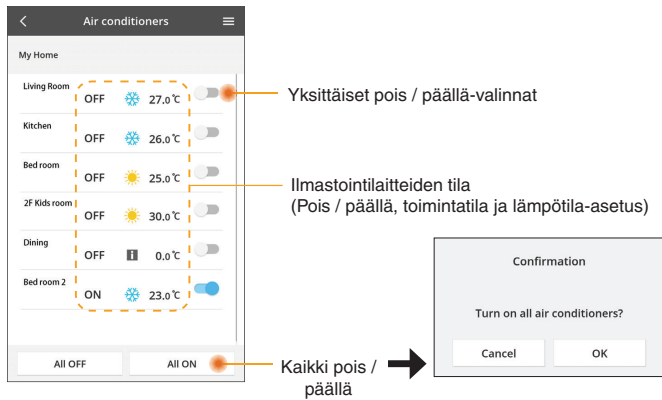 Air conditioners
My Home
Living Room
OFF 27.0℃
Kitchen
OFF 26.0℃
Bed room
OFF 25.0℃
2F Kids room
OFF 30.0℃
Dining
OFF i 0.0℃
Bed room 2
ON 23.0℃
All OFF All ON
Yksittäiset pois / päällä-valinnat
Ilmastointilaitteiden tila
(Pois / päällä, toimintatila ja lämpötila-asetus)
Kaikki pois /
päällä
Confirmation
Turn on all air conditioners?
Cancel OK